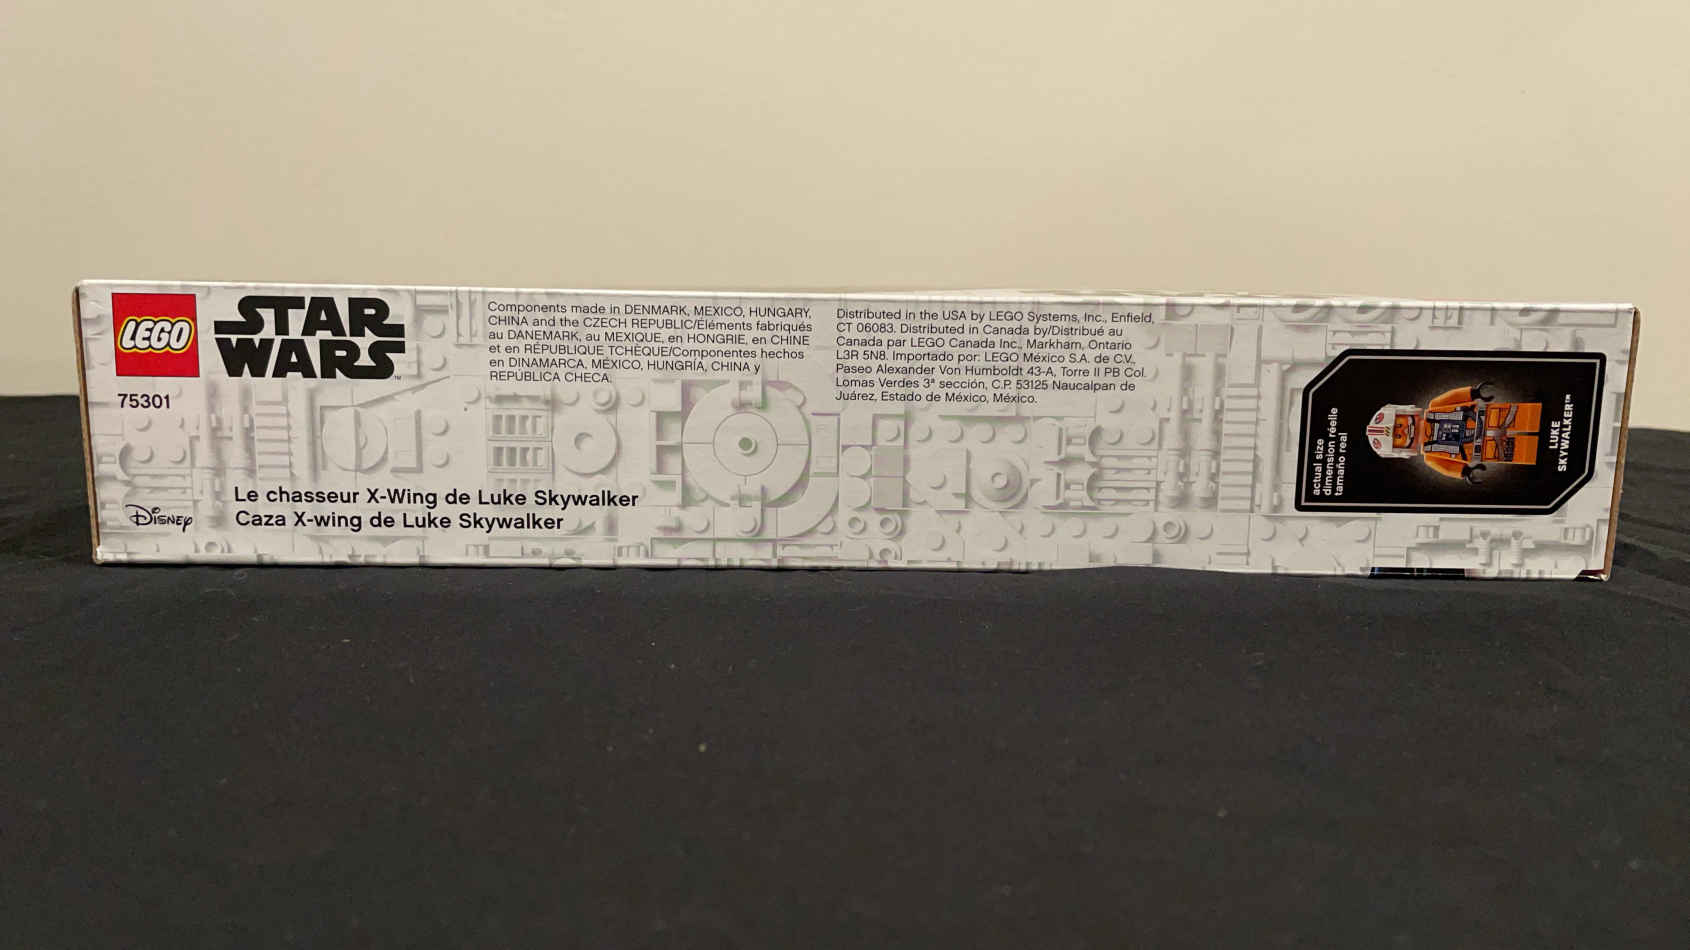 LEGO
STAR
WARS™
75301
Disney
Le chasseur X-Wing de Luke Skywalker
Caza X-wing de Luke Skywalker
Components made in DENMARK, MEXICO, HUNGARY,
CHINA and the CZECH REPUBLIC/Éléments fabriqués
au DANEMARK, au MEXIQUE, en HONGRIE, en CHINE
et en RÉPUBLIQUE TCHÈQUE/Componentes hechos
en DINAMARCA, MÉXICO, HUNGRÍA, CHINA y
REPÚBLICA CHECA.
Distributed in the USA by LEGO Systems, Inc., Enfield,
CT 06083. Distributed in Canada by/Distribué au
Canada par LEGO Canada Inc., Markham, Ontario
L3R 5N8. Importado por: LEGO México S.A. de C.V.,
Paseo Alexander Von Humboldt 43-A, Torre II PB Col.
Lomas Verdes 3ª sección, C.P. 53125 Naucalpan de
Juárez, Estado de México, México.
actual size
dimension réelle
tamaño real
LUKE
SKYWALKER™